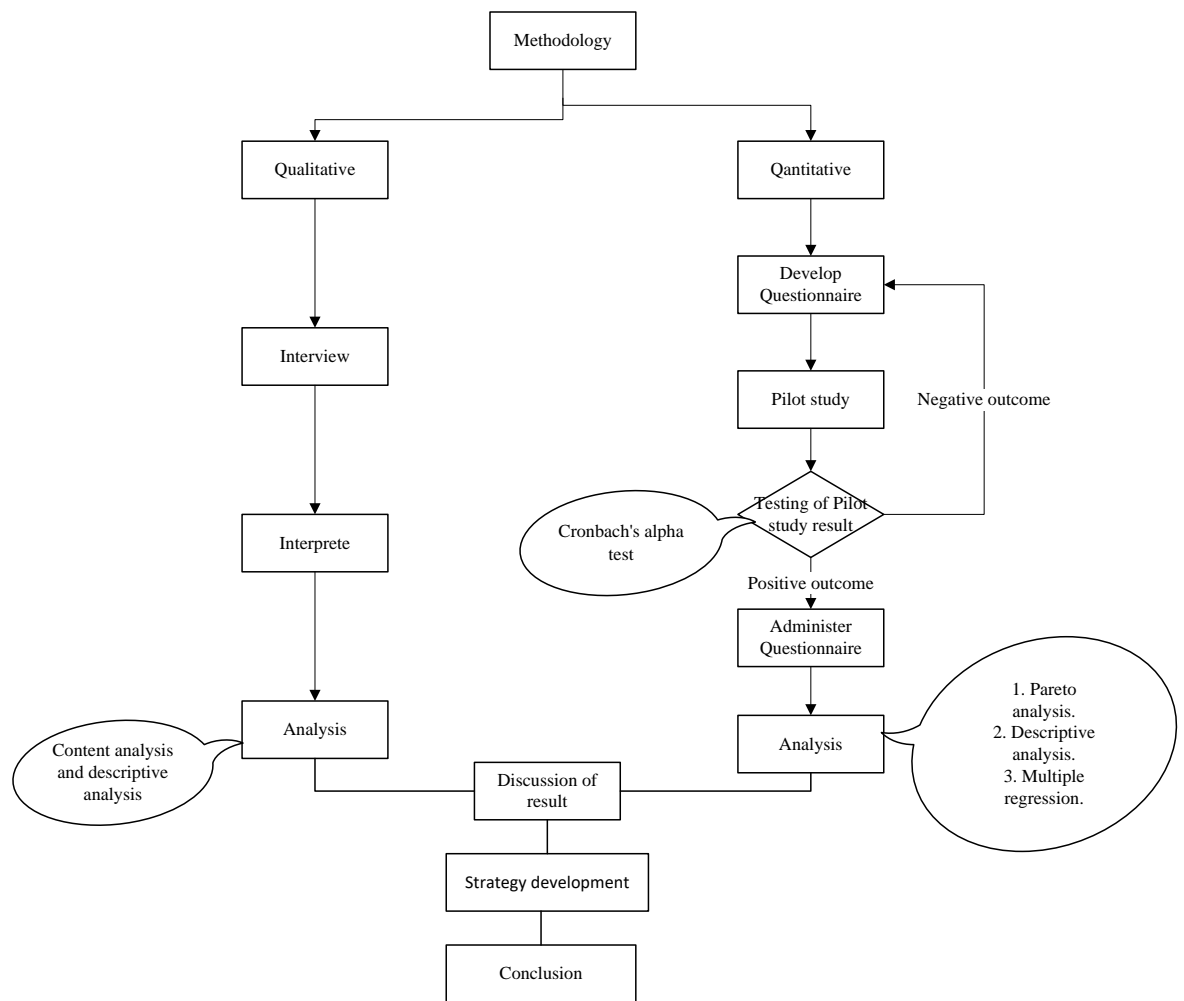 Methodology
Qualitative
Qantitative
Develop
Questionnaire
Interview
Pilot study
Negative outcome
Testing of Pilot
study result
Cronbach's alpha
test
Interprete
Positive outcome
Administer
Questionnaire
1. Pareto
analysis.
2. Descriptive
analysis.
3. Multiple
regression.
Analysis
Analysis
Content analysis
and descriptive
analysis
Discussion of
result
Strategy development
Conclusion